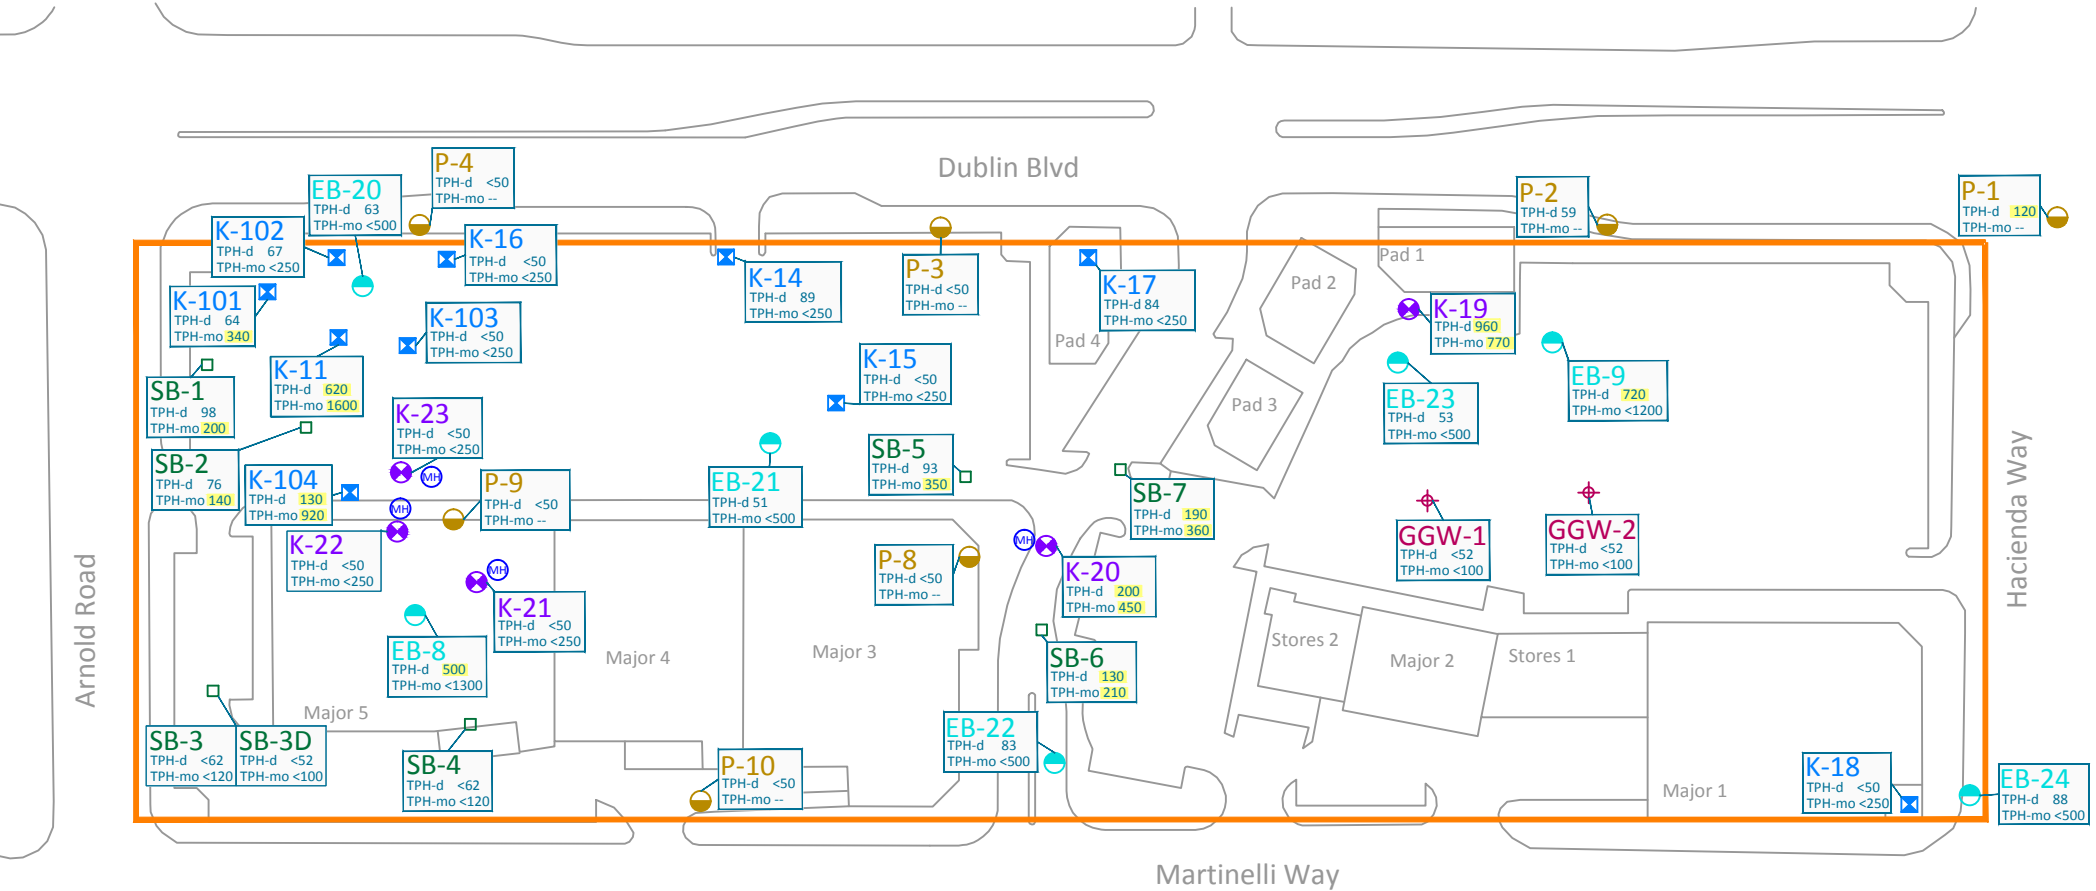 Dublin Blvd
P-4
TPH-d <50
TPH-mo --
EB-20
TPH-d 63
TPH-mo <500
K-102
TPH-d 67
TPH-mo <250
K-16
TPH-d <50
TPH-mo <250
K-101
TPH-d 64
TPH-mo 340
K-103
TPH-d <50
TPH-mo <250
K-14
TPH-d 89
TPH-mo <250
P-3
TPH-d <50
TPH-mo --
K-17
TPH-d 84
TPH-mo <250
P-2
TPH-d 59
TPH-mo --
P-1
TPH-d 120
TPH-mo --
Pad 1
Pad 2
Pad 4
Pad 3
K-19
TPH-d 960
TPH-mo 770
K-11
TPH-d 620
TPH-mo 1600
K-15
TPH-d <50
TPH-mo <250
EB-23
TPH-d 53
TPH-mo <500
EB-9
TPH-d 720
TPH-mo <1200
SB-1
TPH-d 98
TPH-mo 200
K-23
TPH-d <50
TPH-mo <250
MH
SB-2
TPH-d 76
TPH-mo 140
K-104
TPH-d 130
TPH-mo 920
MH
P-9
TPH-d <50
TPH-mo --
EB-21
TPH-d 51
TPH-mo <500
SB-5
TPH-d 93
TPH-mo 350
SB-7
TPH-d 190
TPH-mo 360
GGW-1
TPH-d <52
TPH-mo <100
GGW-2
TPH-d <52
TPH-mo <100
K-22
TPH-d <50
TPH-mo <250
MH
K-21
TPH-d <50
TPH-mo <250
P-8
TPH-d <50
TPH-mo --
MH
K-20
TPH-d 200
TPH-mo 450
EB-8
TPH-d 500
TPH-mo <1300
Major 4
Major 3
SB-6
TPH-d 130
TPH-mo 210
Stores 2
Major 2
Stores 1
Major 5
SB-3
TPH-d <62
TPH-mo <120
SB-3D
TPH-d <52
TPH-mo <100
SB-4
TPH-d <62
TPH-mo <120
P-10
TPH-d <50
TPH-mo --
EB-22
TPH-d 83
TPH-mo <500
Major 1
K-18
TPH-d <50
TPH-mo <250
EB-24
TPH-d 88
TPH-mo <500
Arnold Road
Hacienda Way
Martinelli Way